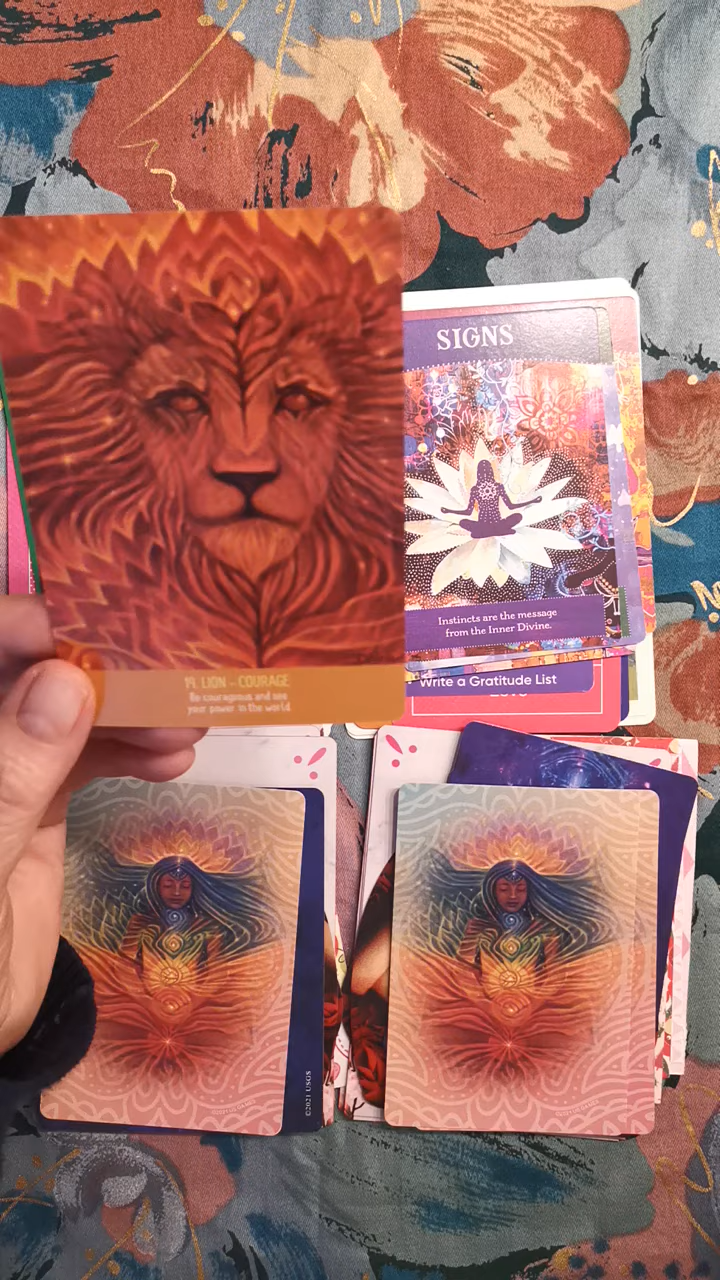 SIGNS
Instincts are the message
from the Inner Divine.
Write a Gratitude List
LION - COURAGE
Be courageous and see
your power in the world
©2021 USGS